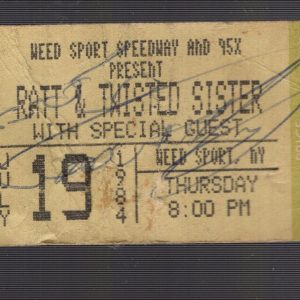 WEED SPORT SPEEDWAY AND 95X
PRESENT
RATT & TWISTED SISTER
WITH SPECIAL GUEST
JULY 19 1984
WEED SPORT, NY
THURSDAY
8:00 PM